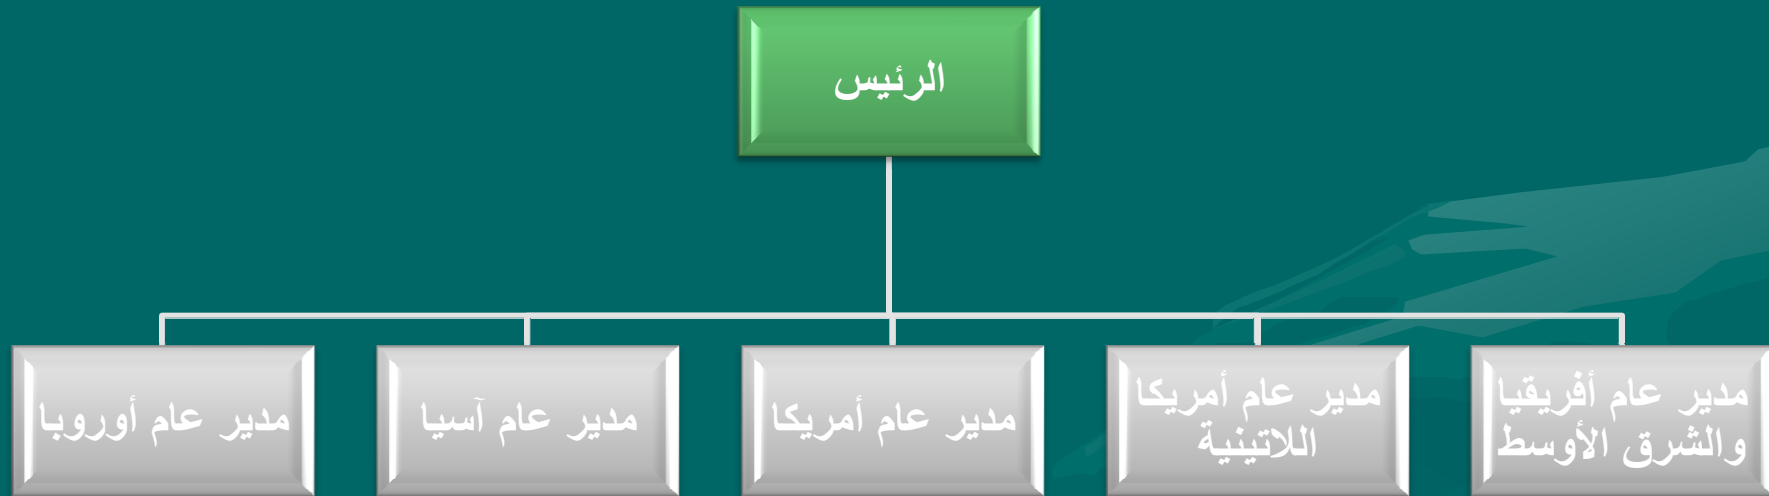 الرئيس
مدير عام أفريقيا
والشرق الأوسط
مدير عام أمريكا
اللاتينية
مدير عام أمريكا
مدير عام آسيا
مدير عام أوروبا